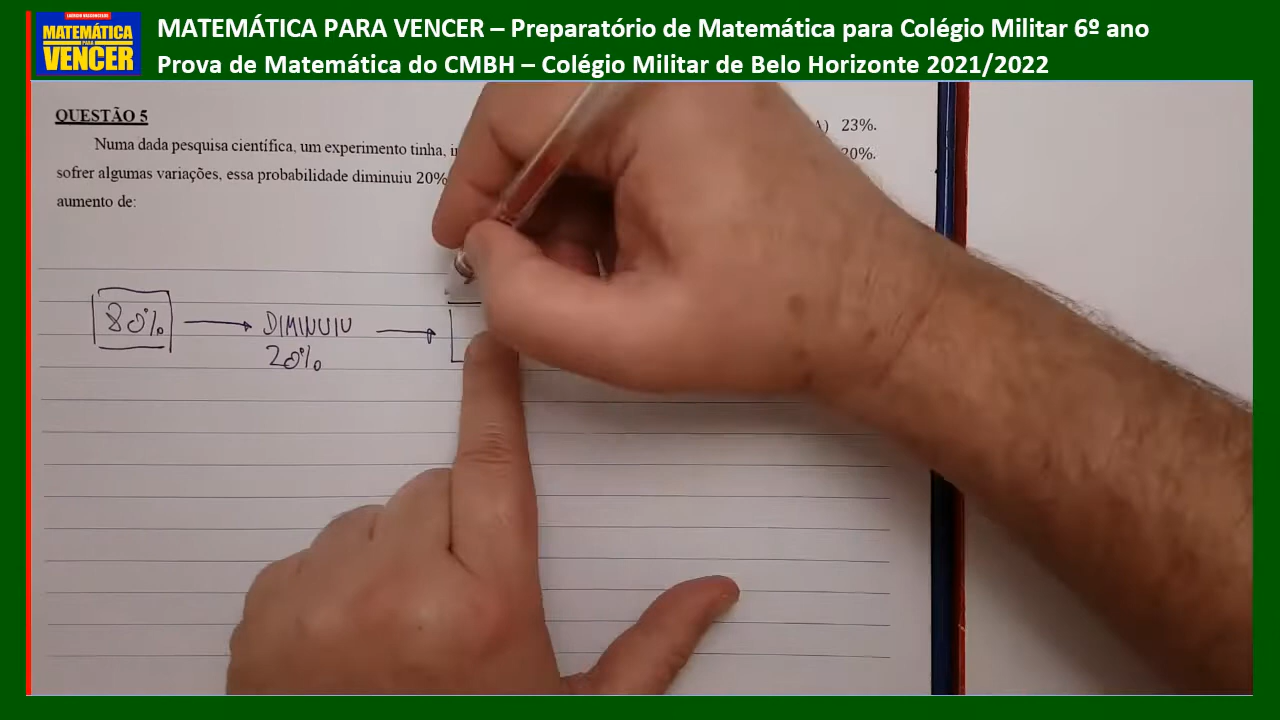 MATEMÁTICA PARA VENCER – Preparatório de Matemática para Colégio Militar 6º ano
MATEMÁTICA
PARA
VENCER
Prova de Matemática do CMBH – Colégio Militar de Belo Horizonte 2021/2022
QUESTÃO 5
Numa dada pesquisa científica, um experimento tinha,
sofrer algumas variações, essa probabilidade diminuiu 20%
aumento de:
) 23%.
20%.
80% DIMINUIU
20%